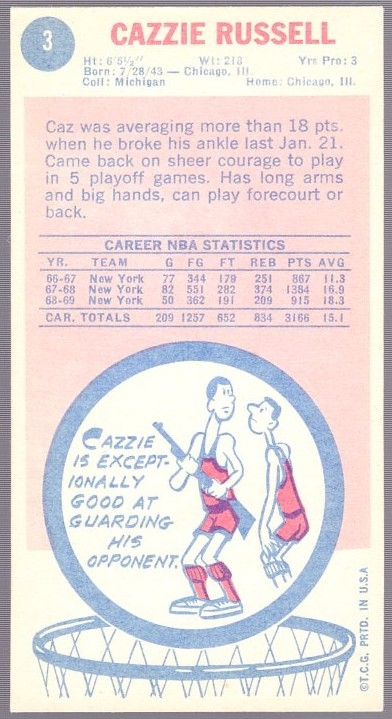 3
CAZZIE RUSSELL
Ht: 6'5½" Wt: 218 Yrs Pro: 3
Born: 7/28/43 — Chicago, Ill.
Coll: Michigan Home: Chicago, Ill.
Caz was averaging more than 18 pts.
when he broke his ankle last Jan. 21.
Came back on sheer courage to play
in 5 playoff games. Has long arms
and big hands, can play forecourt or
back.
CAREER NBA STATISTICS
YR. TEAM G FG FT REB PTS AVG
66-67 New York 77 344 179 251 867 11.3
67-68 New York 82 551 282 374 1384 16.9
68-69 New York 50 362 191 209 915 18.3
CAR. TOTALS 209 1257 652 834 3166 15.1
CAZZIE
IS EXCEPT-
IONALLY
GOOD AT
GUARDING
HIS
OPPONENT.
©T.C.G. PRTD. IN U.S.A